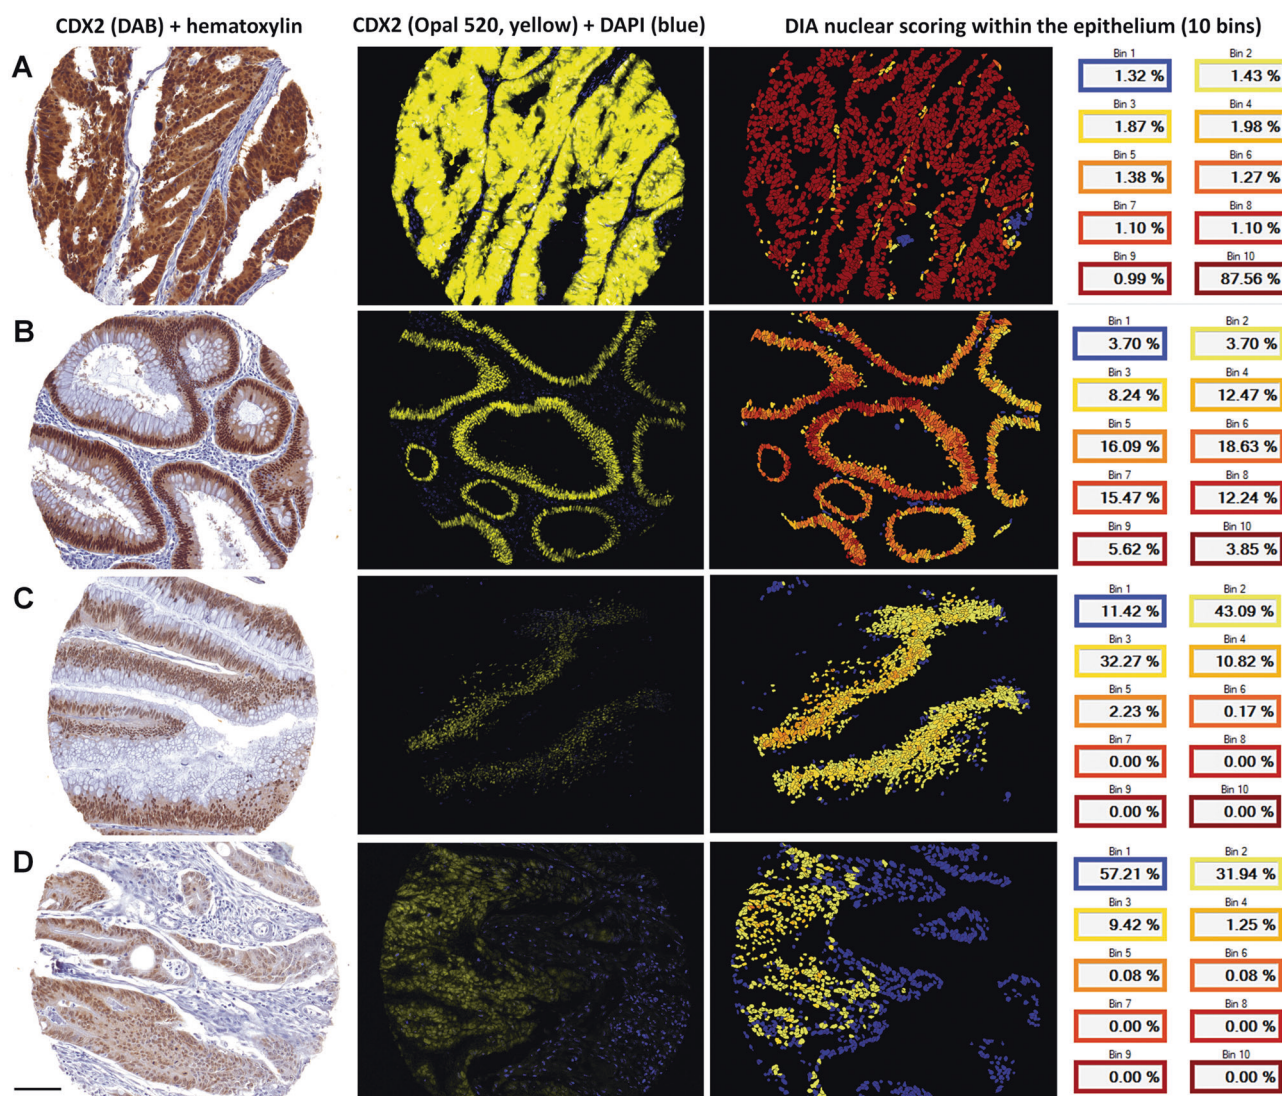 CDX2 (DAB) + hematoxylin CDX2 (Opal 520, yellow) + DAPI (blue) DIA nuclear scoring within the epithelium (10 bins)
A
Bin 1 Bin 2
1.32 % 1.43 %
Bin 3 Bin 4
1.87 % 1.98 %
Bin 5 Bin 6
1.38 % 1.27 %
Bin 7 Bin 8
1.10 % 1.10 %
Bin 9 Bin 10
0.99 % 87.56 %
B
Bin 1 Bin 2
3.70 % 3.70 %
Bin 3 Bin 4
8.24 % 12.47 %
Bin 5 Bin 6
16.09 % 18.63 %
Bin 7 Bin 8
15.47 % 12.24 %
Bin 9 Bin 10
5.62 % 3.85 %
C
Bin 1 Bin 2
11.42 % 43.09 %
Bin 3 Bin 4
32.27 % 10.82 %
Bin 5 Bin 6
2.23 % 0.17 %
Bin 7 Bin 8
0.00 % 0.00 %
Bin 9 Bin 10
0.00 % 0.00 %
D
Bin 1 Bin 2
57.21 % 31.94 %
Bin 3 Bin 4
9.42 % 1.25 %
Bin 5 Bin 6
0.08 % 0.08 %
Bin 7 Bin 8
0.00 % 0.00 %
Bin 9 Bin 10
0.00 % 0.00 %